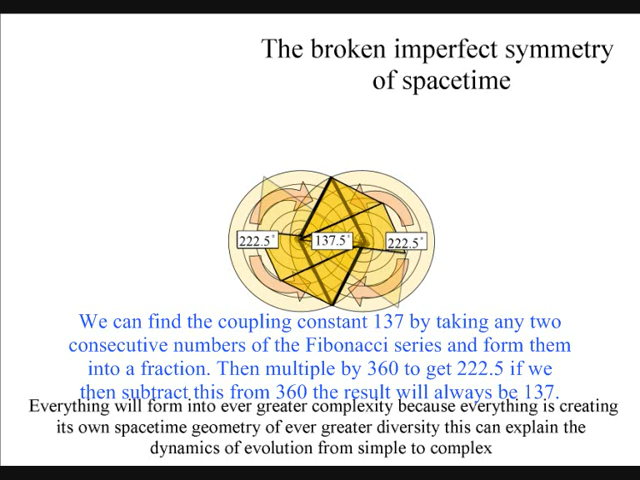 The broken imperfect symmetry
of spacetime
222.5°
137.5°
222.5°
We can find the coupling constant 137 by taking any two
consecutive numbers of the Fibonacci series and form them
into a fraction. Then multiple by 360 to get 222.5 if we
then subtract this from 360 the result will always be 137.
Everything will form into ever greater complexity because everything is creating
its own spacetime geometry of ever greater diversity this can explain the
dynamics of evolution from simple to complex